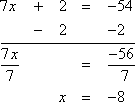 7x + 2 = −54
− 2 −2
7x/7 = −56/7
x = −8